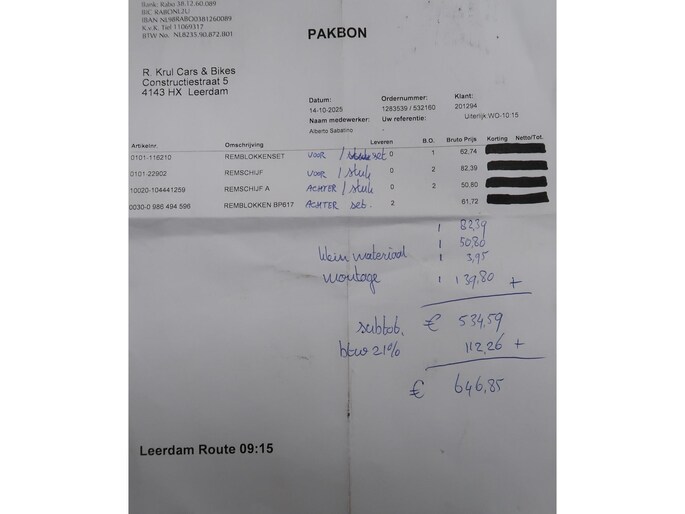 Bank: Rabo 38.12.60.089
BIC RABONL2U
IBAN NL98RABO0381260089
K.v.K. Tiel 11069317
BTW No. NL8235.90.872.B01
PAKBON
R. Krul Cars & Bikes
Constructiestraat 5
4143 HX Leerdam
Datum: Ordernummer: Klant:
14-10-2025 1283539 / 532160 201294
Naam medewerker: Uw referentie: Uiterlijk WO-10:15
Alberto Sabatino -
Artikelnr. Omschrijving Leveren B.O. Bruto Prijs Korting Netto/Tot.
0101-116210 REMBLOKKENSET VOOR / set 0 1 62,74
0101-22902 REMSCHIJF VOOR / stuk 0 2 82,39
10020-104441259 REMSCHIJF A ACHTER / stuk 0 2 50,80
0030-0 986 494 596 REMBLOKKEN BP617 ACHTER set. 2 61,72
1 82,39
1 50,80
klein materiaal 1 3,95
montage 1 139,80 +
subtot. € 534,59
btw 21% 112,26 +
€ 646,85
Leerdam Route 09:15